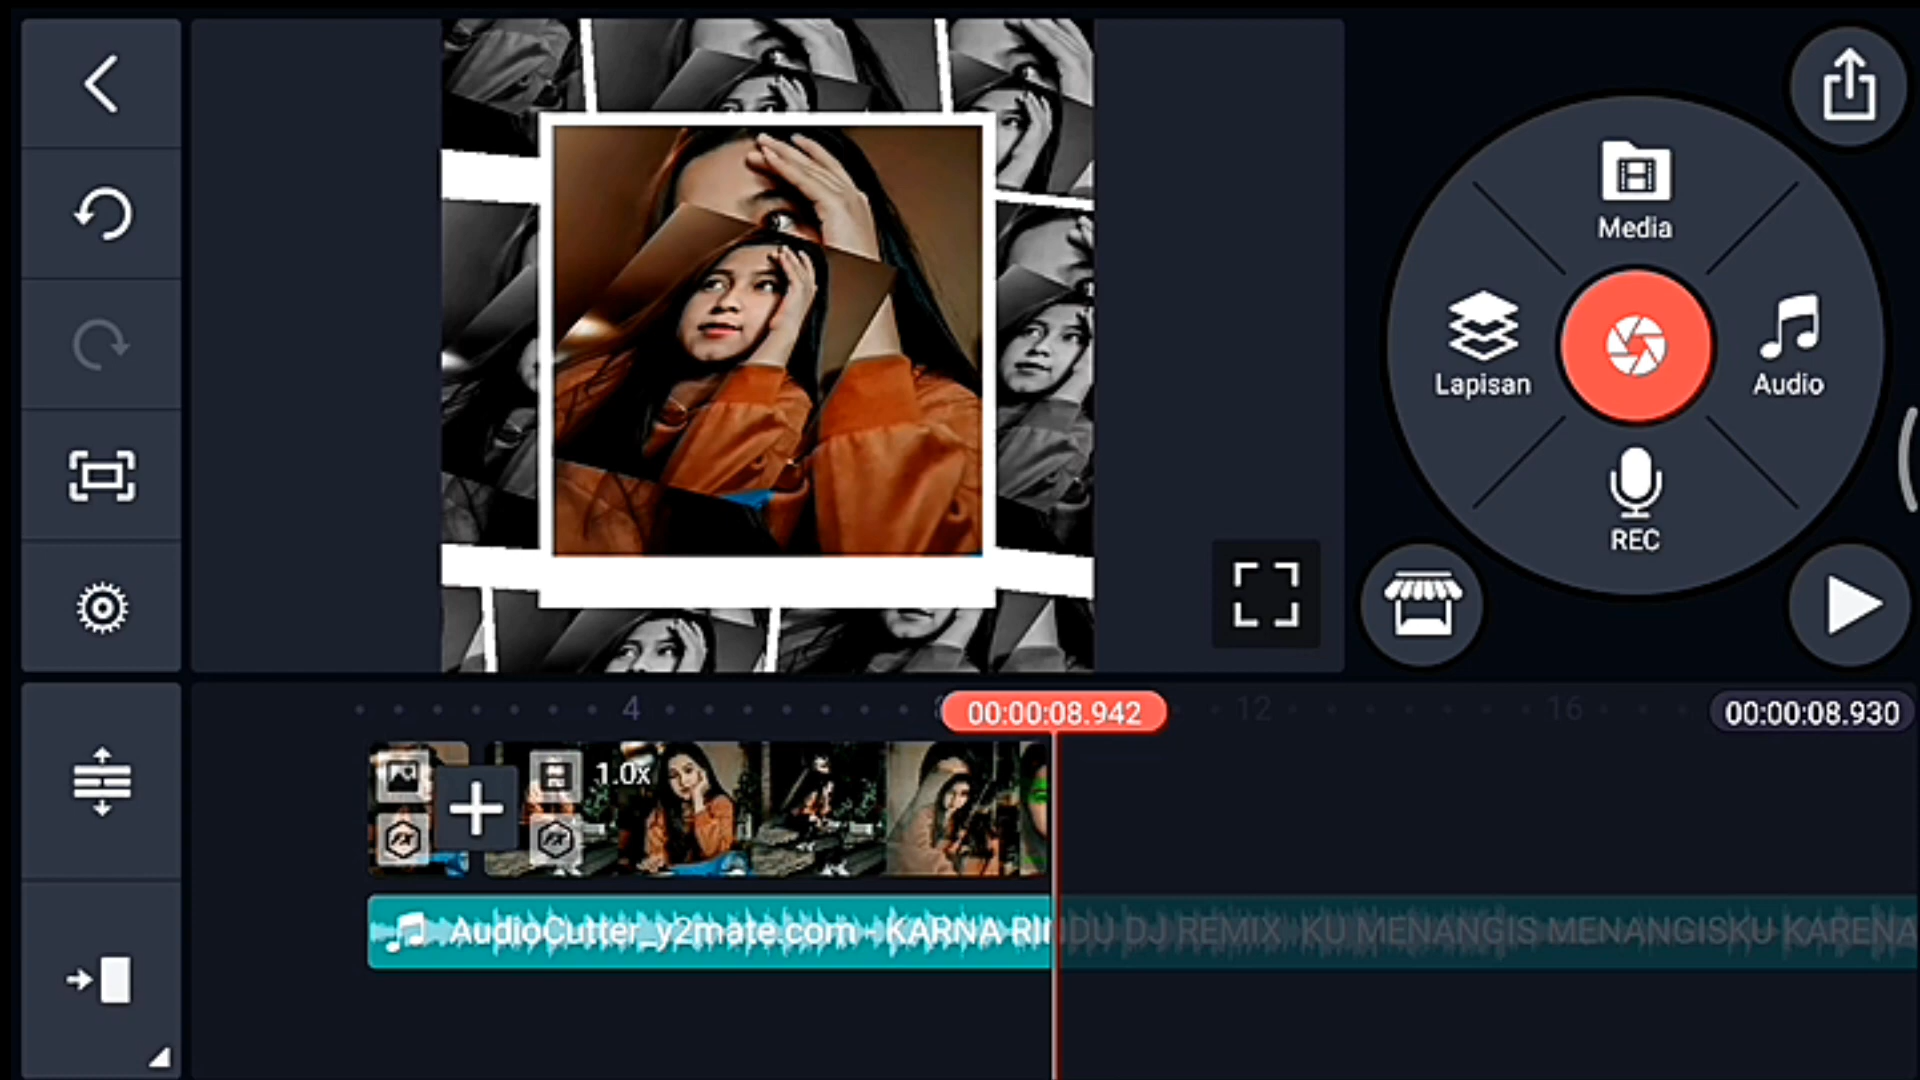 Media
Lapisan
Audio
REC
4
00:00:08.942
12
16
00:00:08.930
1.0x
AudioCutter_y2mate.com - KARNA RINDU DJ REMIX KU MENANGIS MENANGISKU KARENA